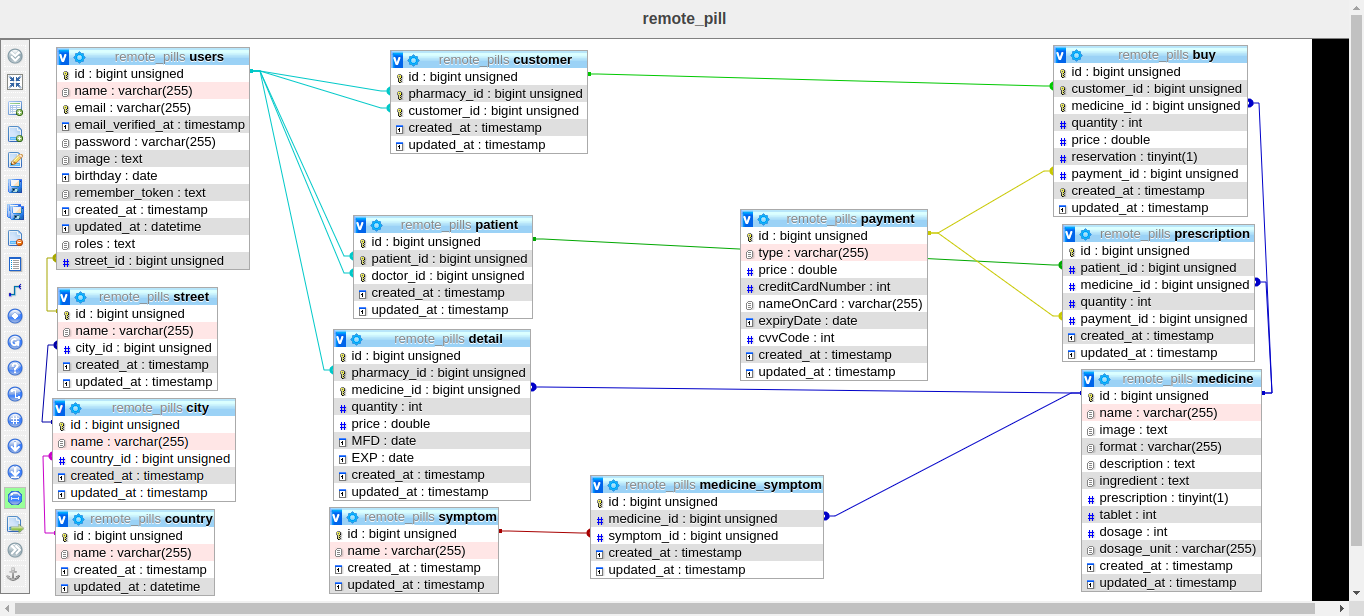 remote_pill
remote_pills users
id : bigint unsigned
name : varchar(255)
email : varchar(255)
email_verified_at : timestamp
password : varchar(255)
image : text
birthday : date
remember_token : text
created_at : timestamp
updated_at : datetime
roles : text
street_id : bigint unsigned
remote_pills street
id : bigint unsigned
name : varchar(255)
city_id : bigint unsigned
created_at : timestamp
updated_at : timestamp
remote_pills city
id : bigint unsigned
name : varchar(255)
country_id : bigint unsigned
created_at : timestamp
updated_at : timestamp
remote_pills country
id : bigint unsigned
name : varchar(255)
created_at : timestamp
updated_at : datetime
remote_pills customer
id : bigint unsigned
pharmacy_id : bigint unsigned
customer_id : bigint unsigned
created_at : timestamp
updated_at : timestamp
remote_pills patient
id : bigint unsigned
patient_id : bigint unsigned
doctor_id : bigint unsigned
created_at : timestamp
updated_at : timestamp
remote_pills detail
id : bigint unsigned
pharmacy_id : bigint unsigned
medicine_id : bigint unsigned
quantity : int
price : double
MFD : date
EXP : date
created_at : timestamp
updated_at : timestamp
remote_pills symptom
id : bigint unsigned
name : varchar(255)
created_at : timestamp
updated_at : timestamp
remote_pills medicine_symptom
id : bigint unsigned
medicine_id : bigint unsigned
symptom_id : bigint unsigned
created_at : timestamp
updated_at : timestamp
remote_pills payment
id : bigint unsigned
type : varchar(255)
price : double
creditCardNumber : int
nameOnCard : varchar(255)
expiryDate : date
cvvCode : int
created_at : timestamp
updated_at : timestamp
remote_pills buy
id : bigint unsigned
customer_id : bigint unsigned
medicine_id : bigint unsigned
quantity : int
price : double
reservation : tinyint(1)
payment_id : bigint unsigned
created_at : timestamp
updated_at : timestamp
remote_pills prescription
id : bigint unsigned
patient_id : bigint unsigned
medicine_id : bigint unsigned
quantity : int
payment_id : bigint unsigned
created_at : timestamp
updated_at : timestamp
remote_pills medicine
id : bigint unsigned
name : varchar(255)
image : text
format : varchar(255)
description : text
ingredient : text
prescription : tinyint(1)
tablet : int
dosage : int
dosage_unit : varchar(255)
created_at : timestamp
updated_at : timestamp